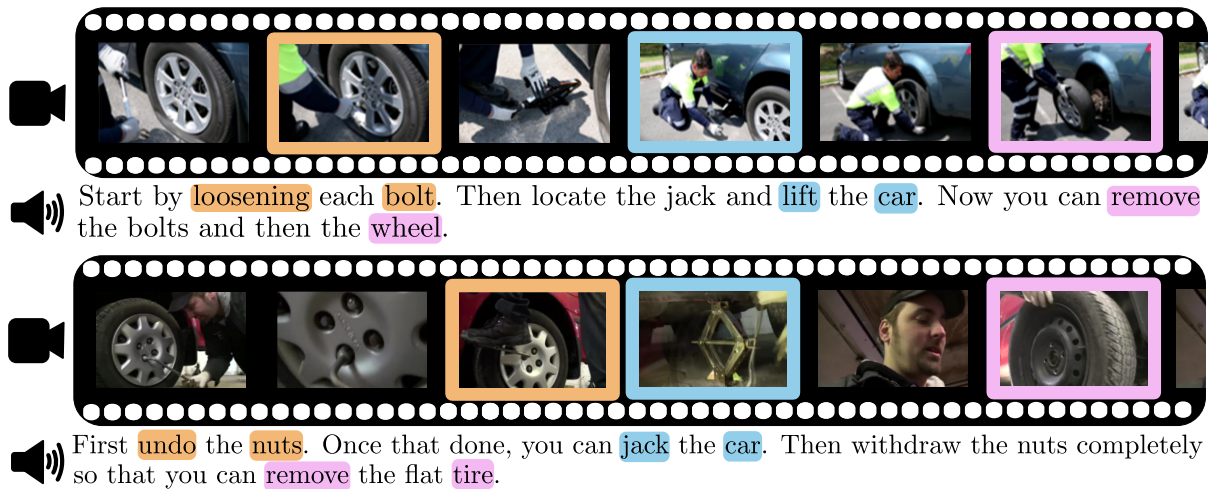 Start by loosening each bolt. Then locate the jack and lift the car. Now you can remove
the bolts and then the wheel.
First undo the nuts. Once that done, you can jack the car. Then withdraw the nuts completely
so that you can remove the flat tire.